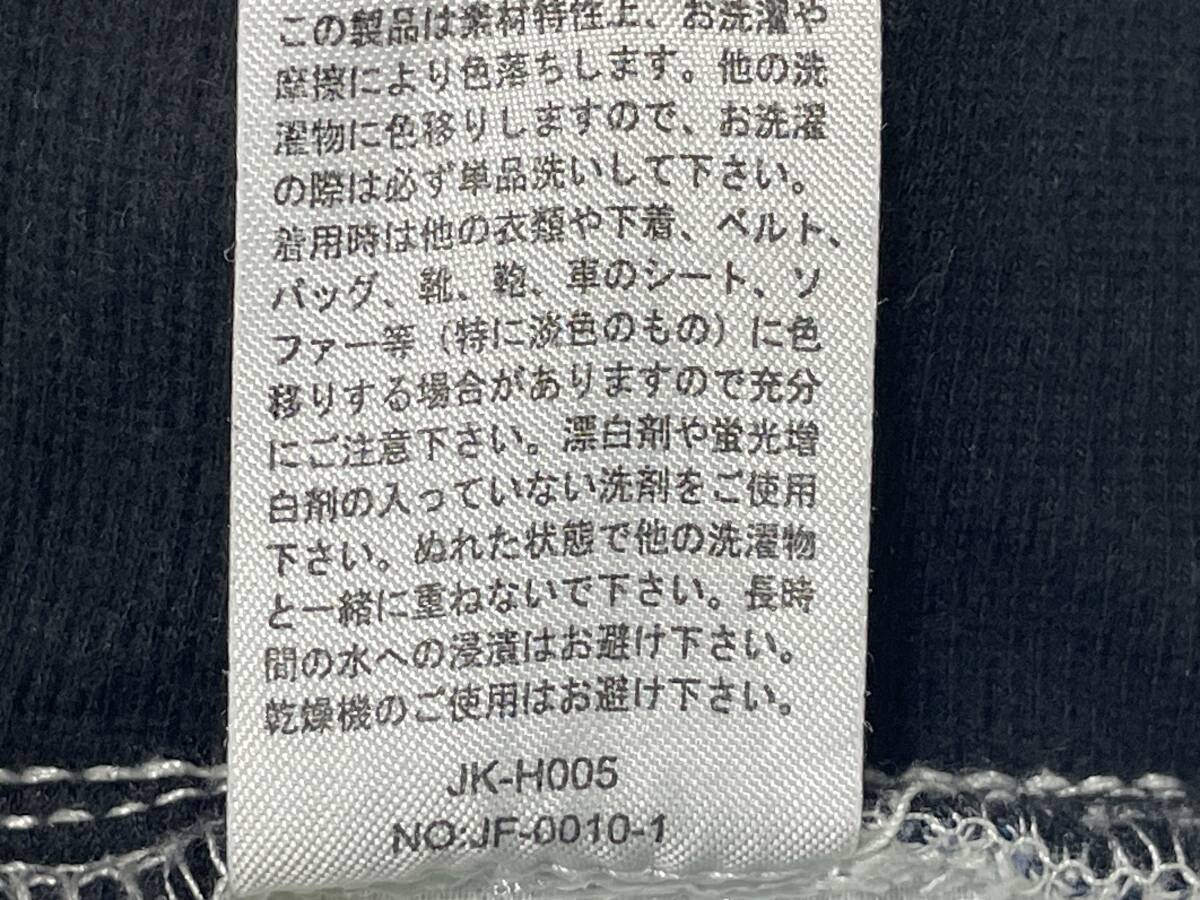 この製品は素材特性上、お洗濯や
摩擦により色落ちします。他の洗
濯物に色移りしますので、お洗濯
の際は必ず単品洗いして下さい。
着用時は他の衣類や下着、ベルト、
バッグ、靴、鞄、車のシート、ソ
ファー等（特に淡色のもの）に色
移りする場合がありますので充分
にご注意下さい。漂白剤や蛍光増
白剤の入っていない洗剤をご使用
下さい。ぬれた状態で他の洗濯物
と一緒に重ねないで下さい。長時
間の水への浸漬はお避け下さい。
乾燥機のご使用はお避け下さい。
JK-H005
NO:JF-0010-1